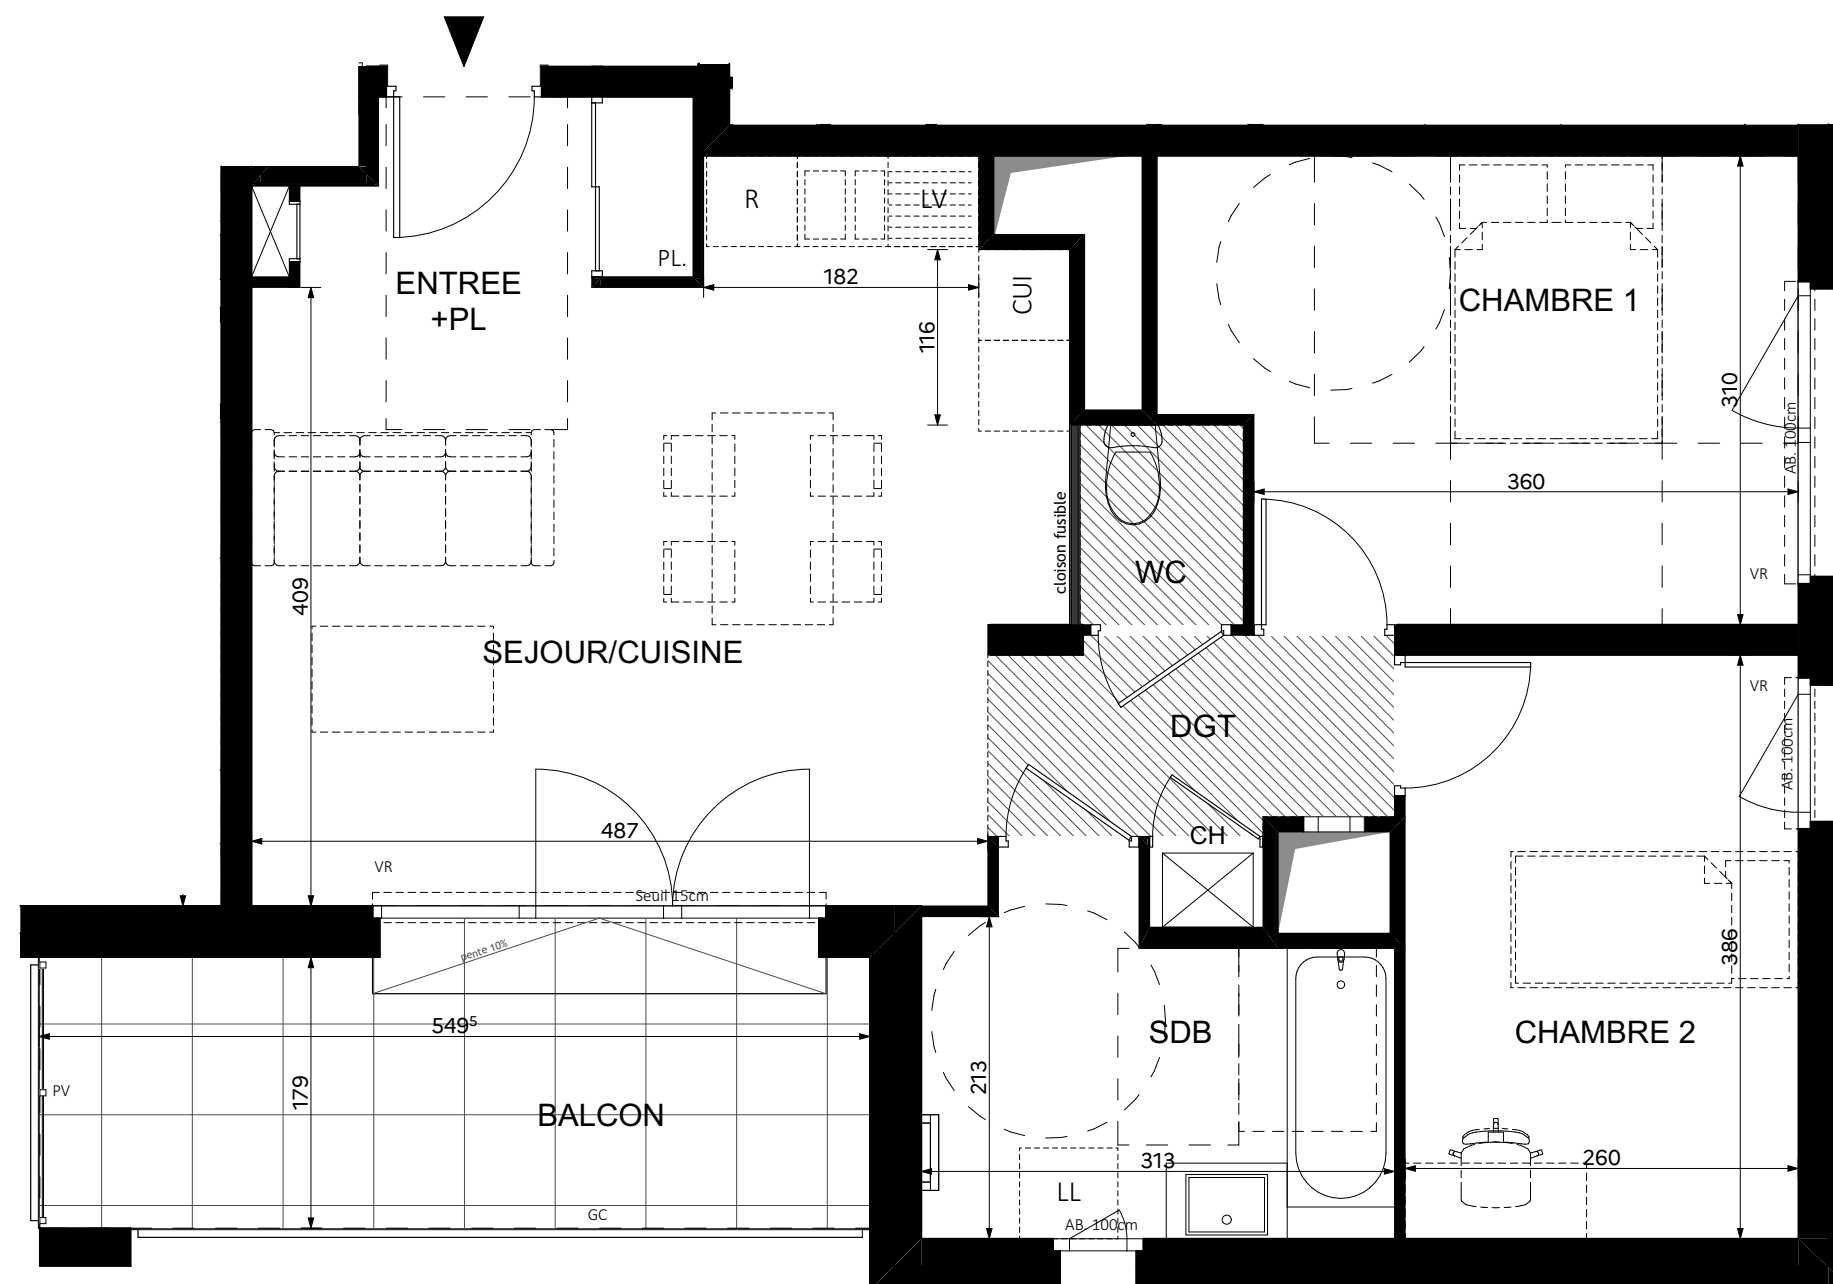 R
LV
PL.
ENTREE
+PL
182
CUI
116
CHAMBRE 1
310
AB. 100cm
360
cloison fusible
WC
VR
409
SEJOUR/CUISINE
VR
DGT
AB. 100cm
487
CH
VR
Seuil 15cm
pente 10%
386
549⁵
SDB
CHAMBRE 2
213
179
PV
BALCON
313
260
LL
GC
AB. 100cm